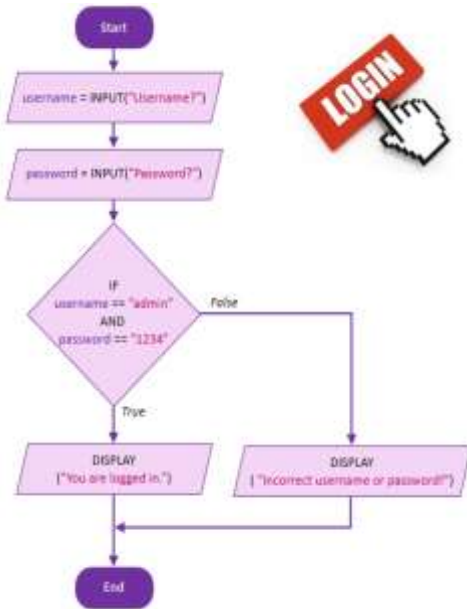 Start
LOGIN
username = INPUT("Username?")
password = INPUT("Password?")
IF
username == "admin"
AND
password == "1234"
False
True
DISPLAY
("You are logged in.")
DISPLAY
( "Incorrect username or password!")
End